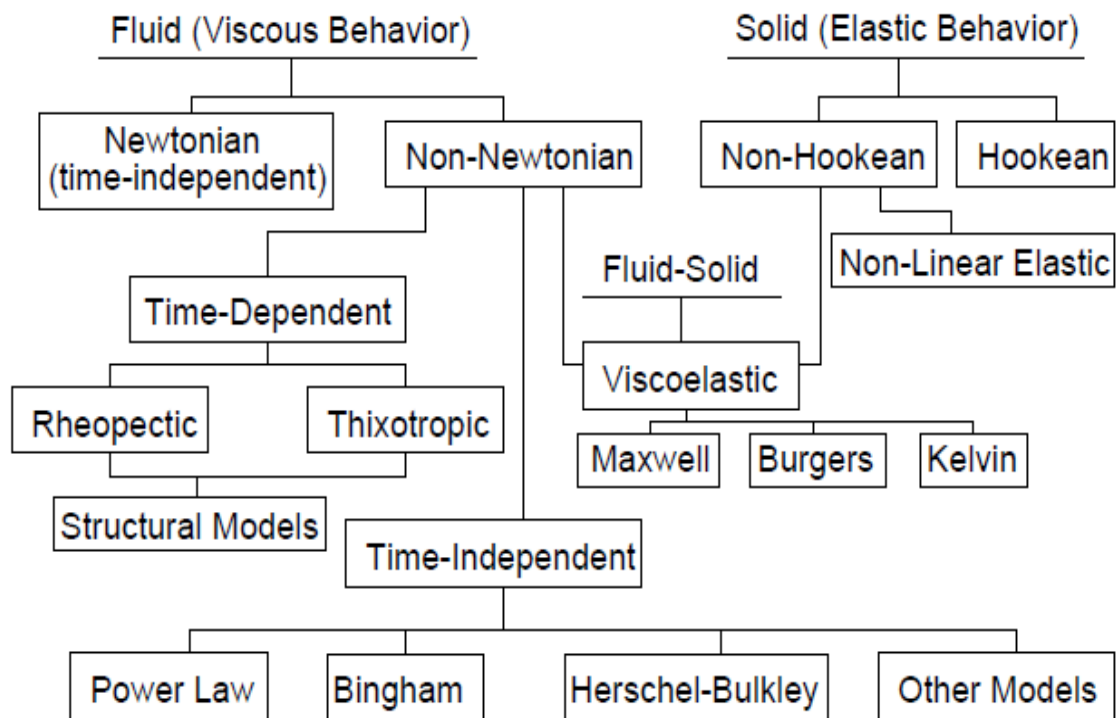 Fluid (Viscous Behavior)
Solid (Elastic Behavior)
Newtonian
(time-independent)
Non-Newtonian
Non-Hookean
Hookean
Non-Linear Elastic
Fluid-Solid
Time-Dependent
Viscoelastic
Rheopectic
Thixotropic
Maxwell
Burgers
Kelvin
Structural Models
Time-Independent
Power Law
Bingham
Herschel-Bulkley
Other Models